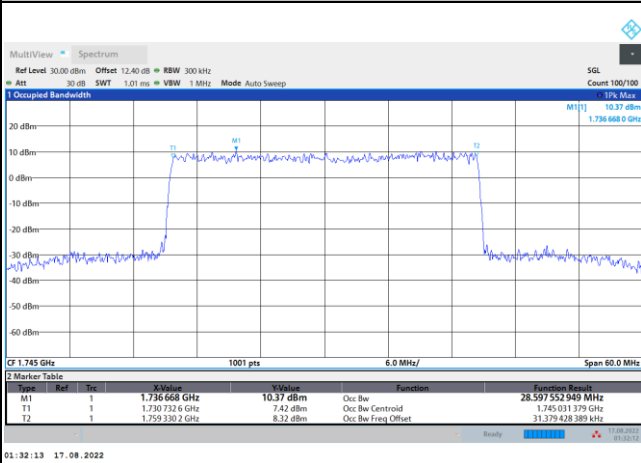 MultiView Spectrum
Ref Level 30.00 dBm Offset 12.40 dB RBW 300 kHz SGL
Att 30 dB SWT 1.01 ms VBW 1 MHz Mode Auto Sweep Count 100/100
1 Occupied Bandwidth 1Pk Max
M1[1] 10.37 dBm
1.736 668 0 GHz
20 dBm
M1
T1 T2
10 dBm
0 dBm
-10 dBm
-20 dBm
-30 dBm
-40 dBm
-50 dBm
-60 dBm
CF 1.745 GHz 1001 pts 6.0 MHz/ Span 60.0 MHz
2 Marker Table
Type Ref Trc X-Value Y-Value Function Function Result
M1 1 1.736 668 GHz 10.37 dBm Occ Bw 28.597 552 949 MHz
T1 1 1.730 732 6 GHz 7.42 dBm Occ Bw Centroid 1.745 031 379 GHz
T2 1 1.759 330 2 GHz 8.32 dBm Occ Bw Freq Offset 31.379 428 389 kHz
Ready 17.08.2022
01:32:12
01:32:13 17.08.2022